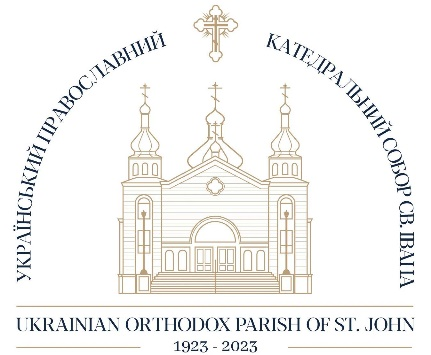 УКРАЇНСЬКИЙ ПРАВОСЛАВНИЙ
КАТЕДРАЛЬНИЙ СОБОР СВ. ІВАНА
UKRAINIAN ORTHODOX PARISH OF ST. JOHN
1923 - 2023